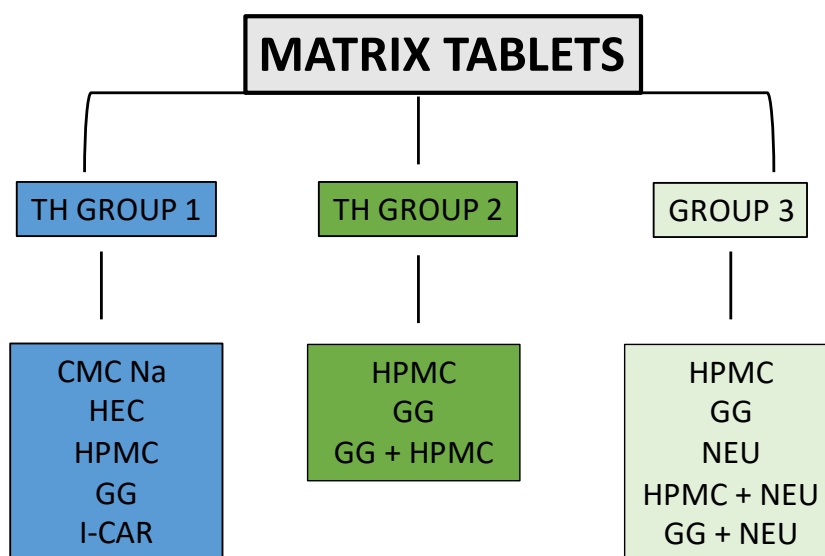 MATRIX TABLETS
TH GROUP 1
TH GROUP 2
GROUP 3
CMC Na
HEC
HPMC
GG
I-CAR
HPMC
GG
GG + HPMC
HPMC
GG
NEU
HPMC + NEU
GG + NEU